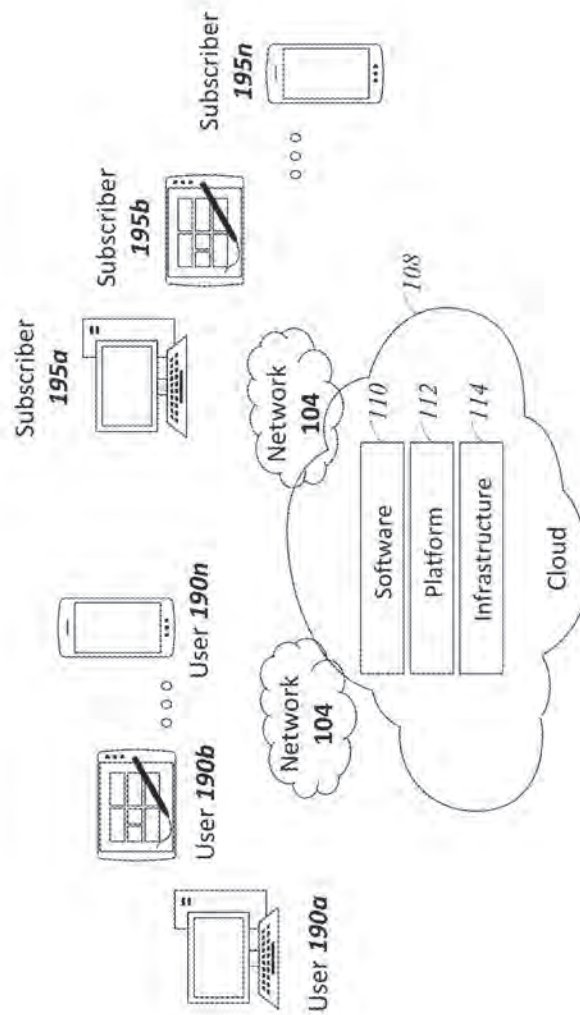 Subscriber
195a
Subscriber
195b
Subscriber
195n
User 190a
User 190b
User 190n
Network
104
Network
104
108
Software
110
Platform
112
Infrastructure
114
Cloud